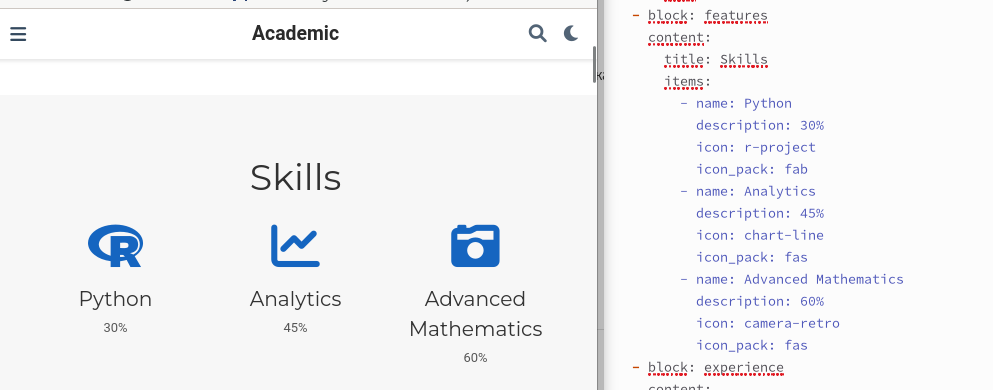 Academic
Skills
Python
30%
Analytics
45%
Advanced
Mathematics
60%
- block: features
content:
title: Skills
items:
- name: Python
description: 30%
icon: r-project
icon_pack: fab
- name: Analytics
description: 45%
icon: chart-line
icon_pack: fas
- name: Advanced Mathematics
description: 60%
icon: camera-retro
icon_pack: fas
- block: experience
content: